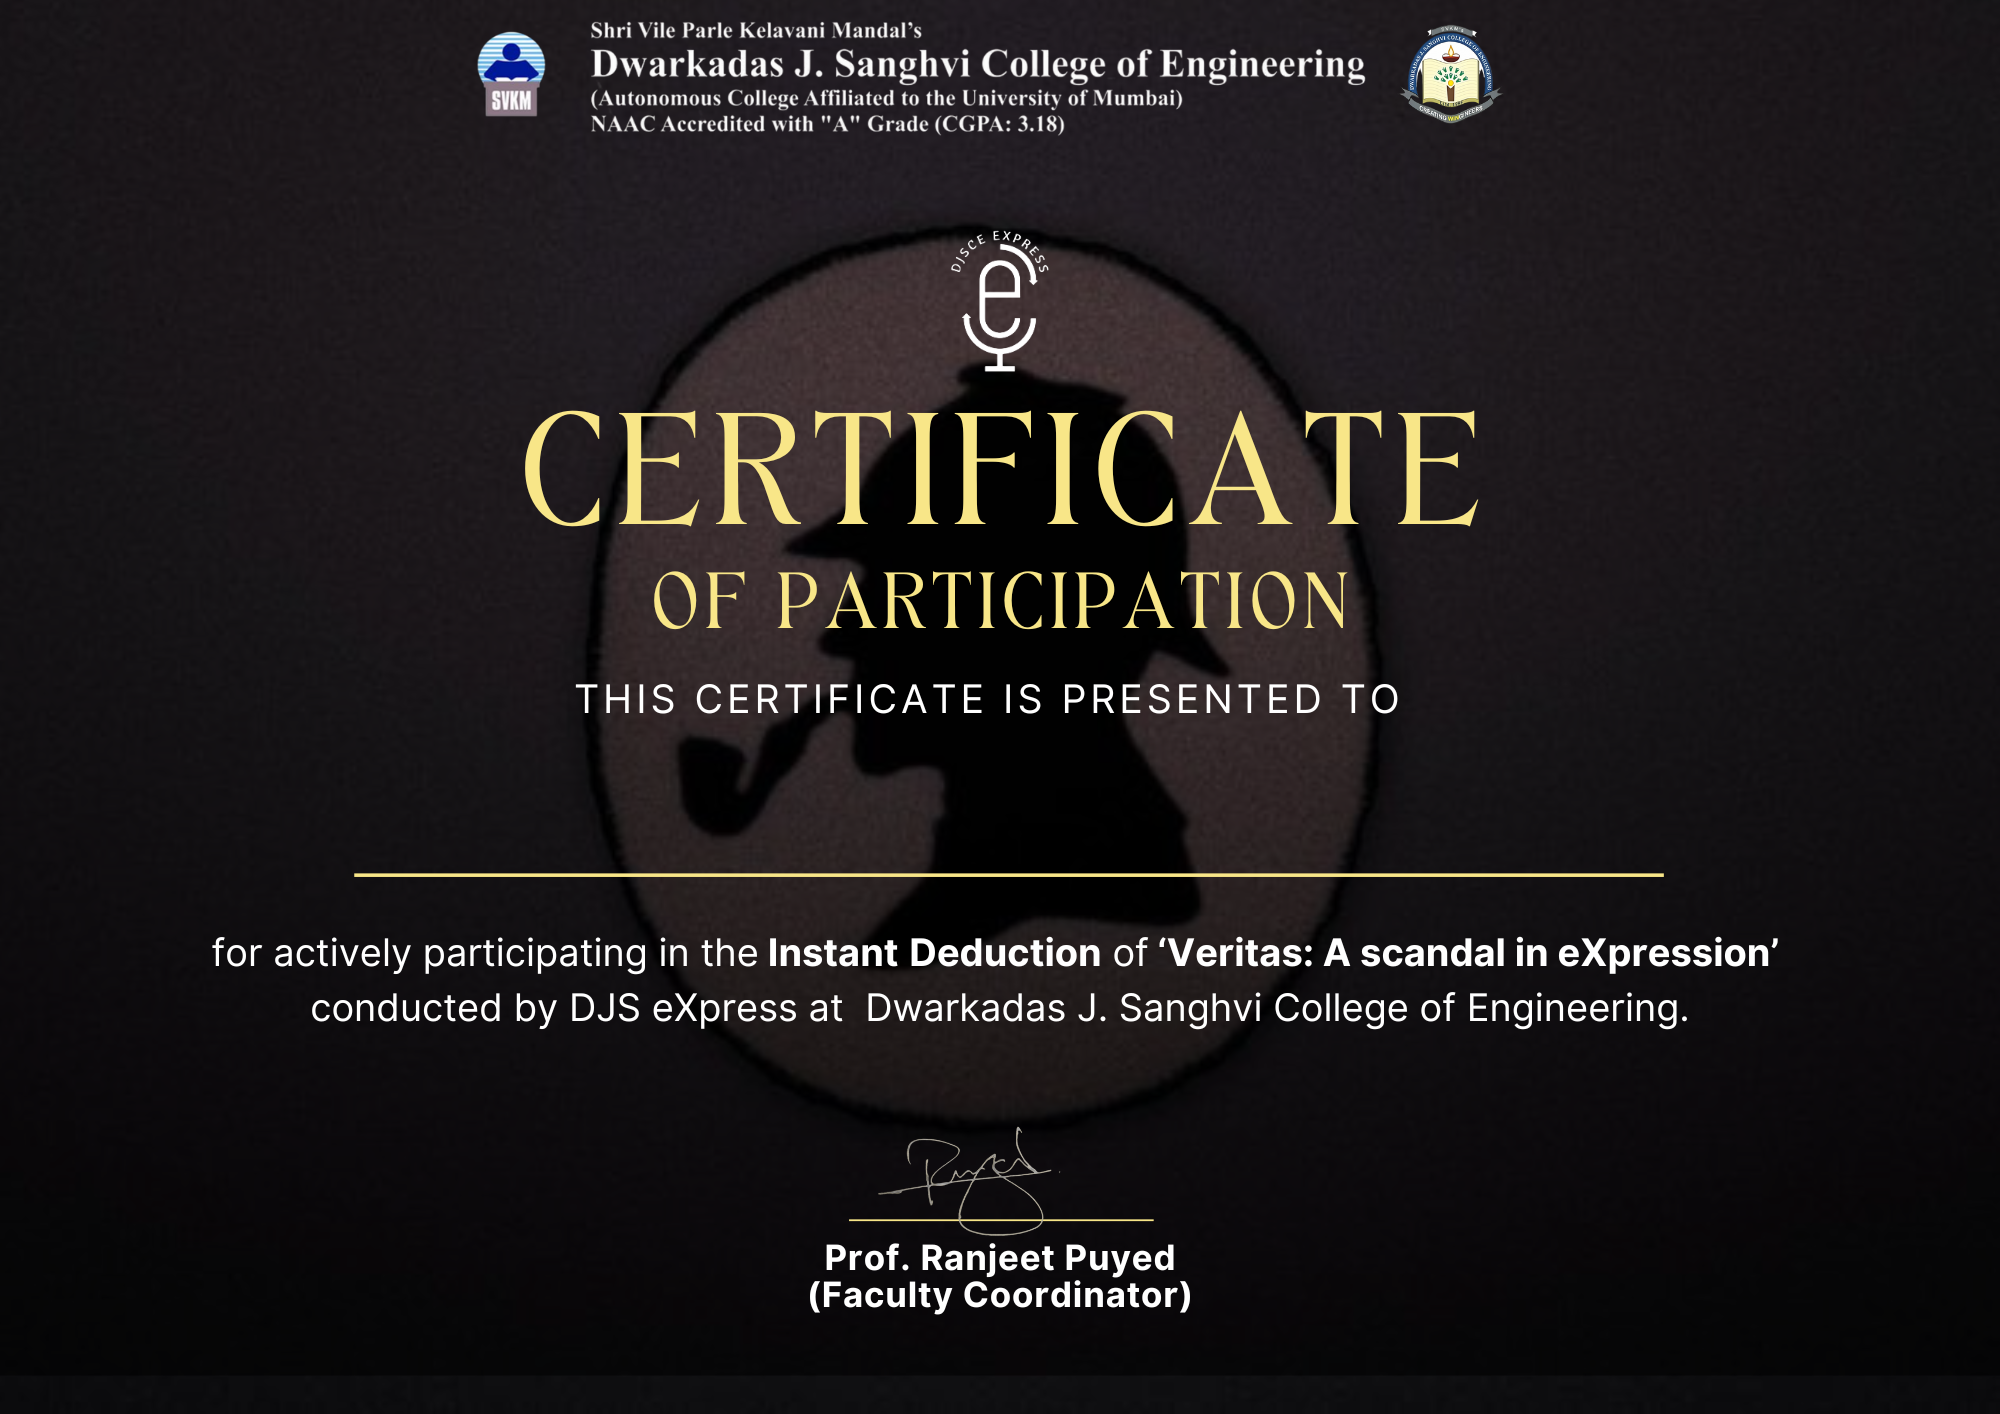 Shri Vile Parle Kelavani Mandal's
Dwarkadas J. Sanghvi College of Engineering
(Autonomous College Affiliated to the University of Mumbai)
NAAC Accredited with "A" Grade (CGPA: 3.18)
SVKM
DJSCE EXPRESS
CERTIFICATE
OF PARTICIPATION
THIS CERTIFICATE IS PRESENTED TO
for actively participating in the Instant Deduction of ‘Veritas: A scandal in eXpression’
conducted by DJS eXpress at  Dwarkadas J. Sanghvi College of Engineering.
Prof. Ranjeet Puyed
(Faculty Coordinator)